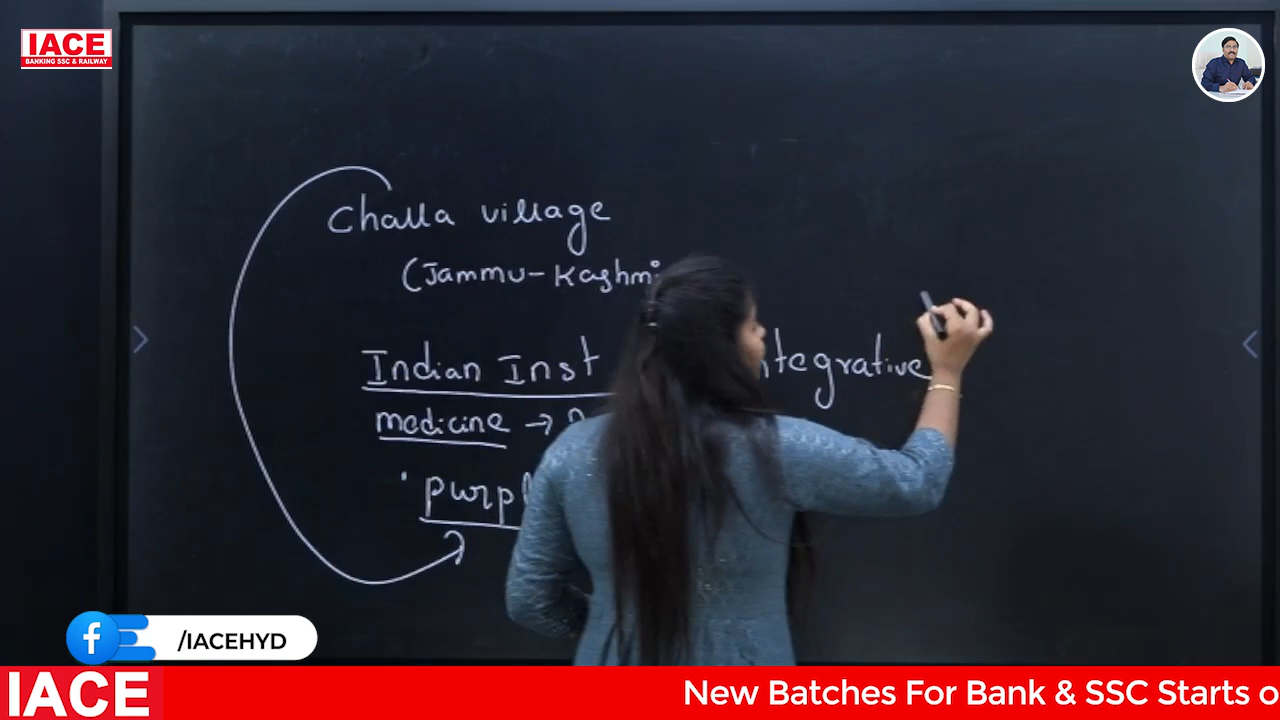 IACE
BANKING SSC & RAILWAY
Challa village
(Jammu-Kashmi
Indian Inst ntegrative
medicine →
purpl
f /IACEHYD
IACE
New Batches For Bank & SSC Starts o